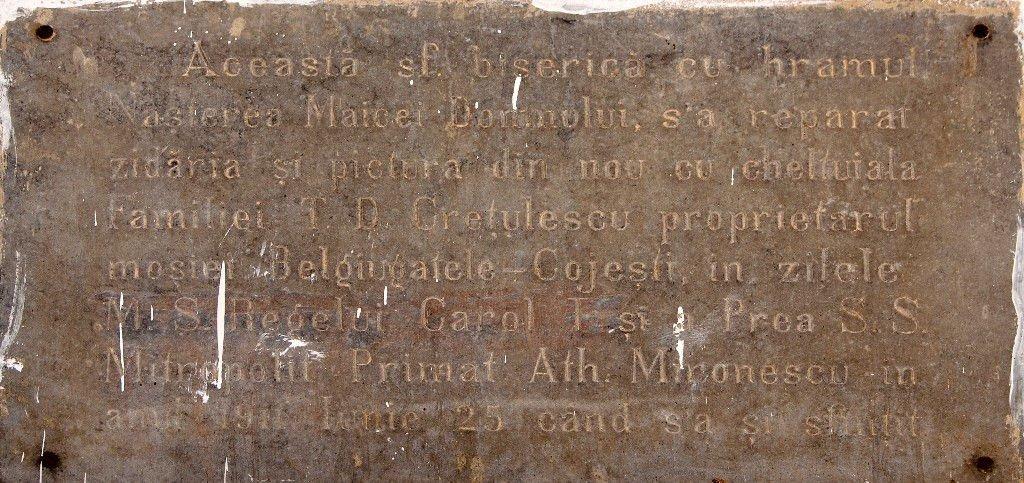 Această sf. biserică cu hramul
Nașterea Maicei Domnului, s'a reparat
zidăria și pictura din nou cu cheltuiala
Familiei T. D. Crețulescu proprietarul
moșiei Belgiugatele-Cojești, în zilele
M. S. Regelui Carol I și a Prea S. S.
Mitropolit Primat Ath. Mironescu în
anul 1911 Iunie 25 când s'a și sfințit